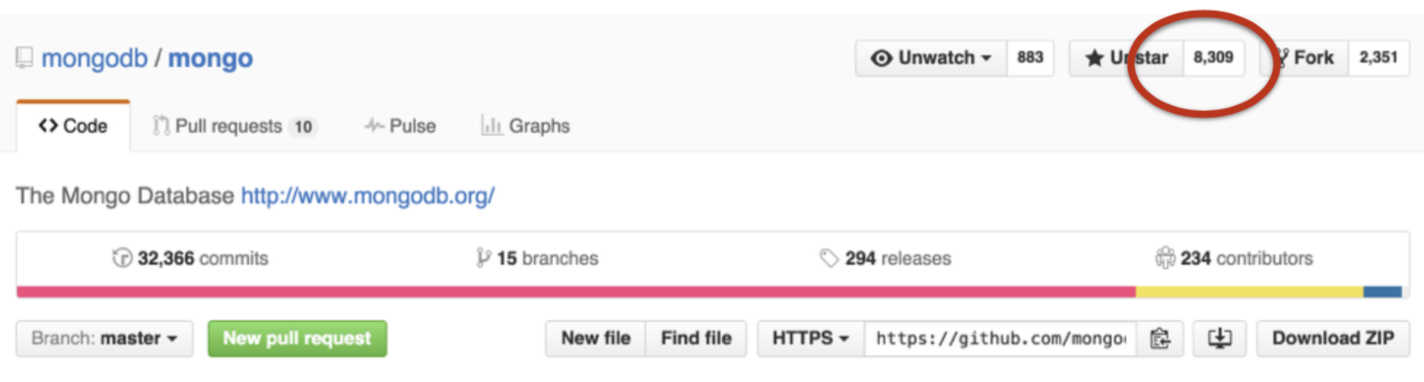 mongodb / mongo Unwatch 883 Unstar 8,309 Fork 2,351
<> Code Pull requests 10 Pulse Graphs
The Mongo Database http://www.mongodb.org/
32,366 commits 15 branches 294 releases 234 contributors
Branch: master New pull request New file Find file HTTPS https://github.com/mongo Download ZIP